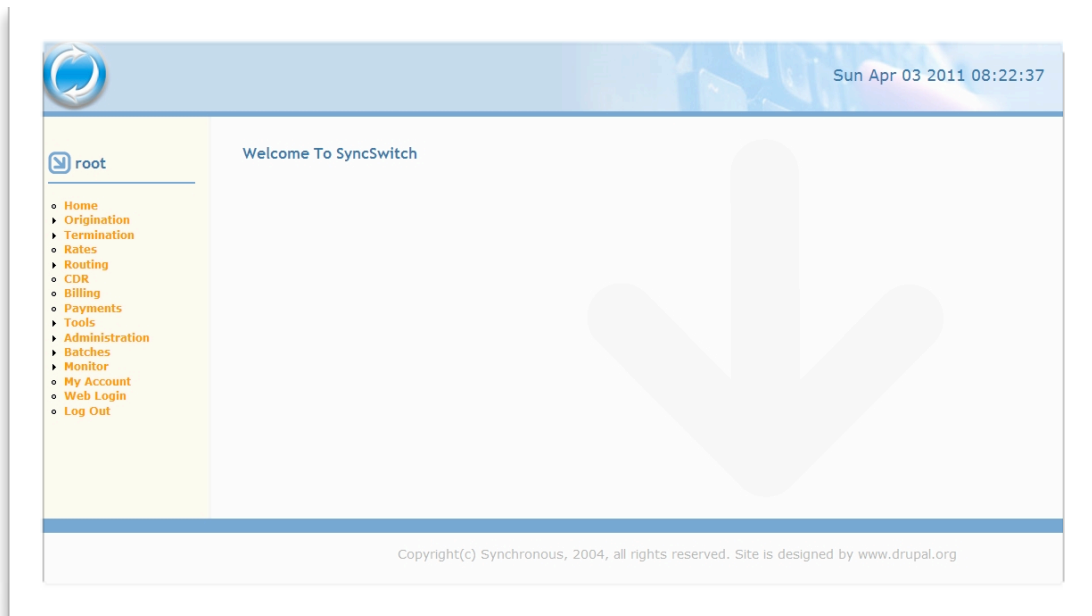 Sun Apr 03 2011 08:22:37
root
Welcome To SyncSwitch
Home
Origination
Termination
Rates
Routing
CDR
Billing
Payments
Tools
Administration
Batches
Monitor
My Account
Web Login
Log Out
Copyright(c) Synchronous, 2004, all rights reserved. Site is designed by www.drupal.org